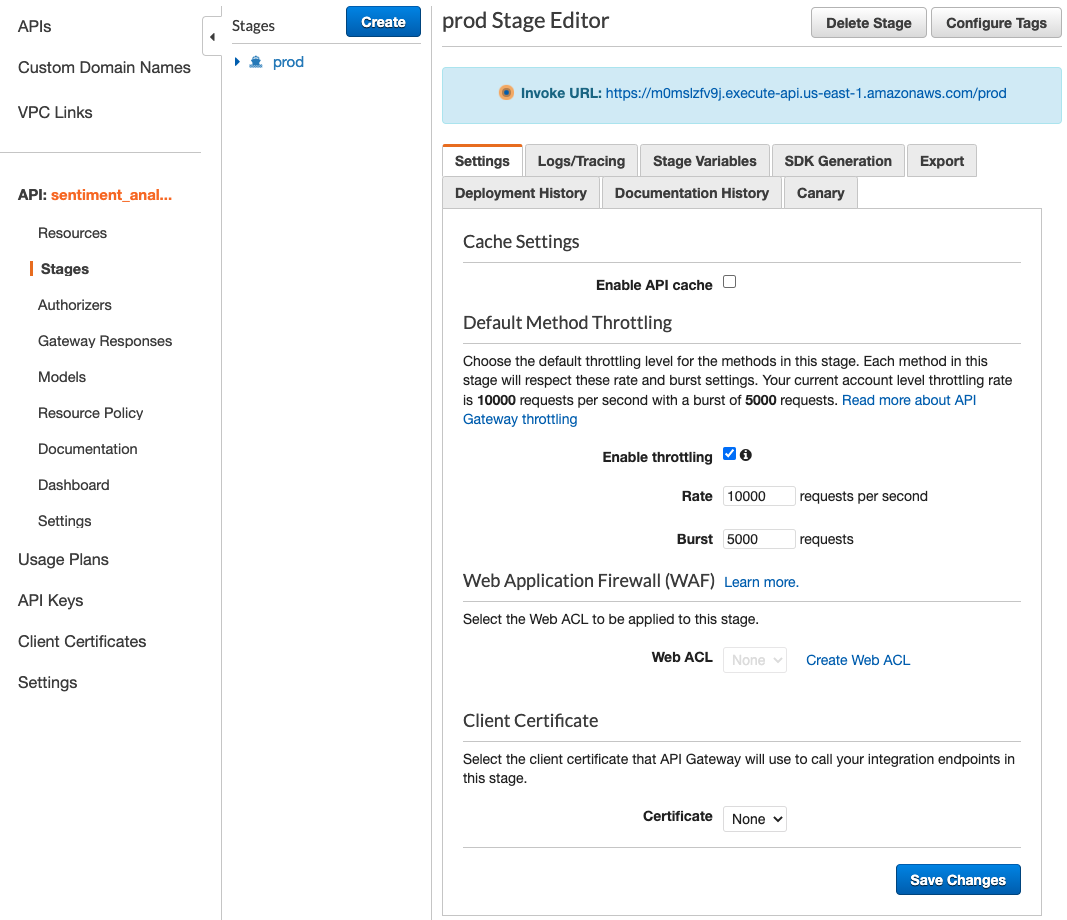 APIs
Custom Domain Names
VPC Links
API: sentiment_anal...
Resources
Stages
Authorizers
Gateway Responses
Models
Resource Policy
Documentation
Dashboard
Settings
Usage Plans
API Keys
Client Certificates
Settings
Stages
Create
prod
prod Stage Editor
Delete Stage
Configure Tags
Invoke URL: https://m0mslzfv9j.execute-api.us-east-1.amazonaws.com/prod
Settings
Logs/Tracing
Stage Variables
SDK Generation
Export
Deployment History
Documentation History
Canary
Cache Settings
Enable API cache
Default Method Throttling
Choose the default throttling level for the methods in this stage. Each method in this
stage will respect these rate and burst settings. Your current account level throttling rate
is 10000 requests per second with a burst of 5000 requests. Read more about API
Gateway throttling
Enable throttling
Rate 10000 requests per second
Burst 5000 requests
Web Application Firewall (WAF) Learn more.
Select the Web ACL to be applied to this stage.
Web ACL None Create Web ACL
Client Certificate
Select the client certificate that API Gateway will use to call your integration endpoints in
this stage.
Certificate None
Save Changes